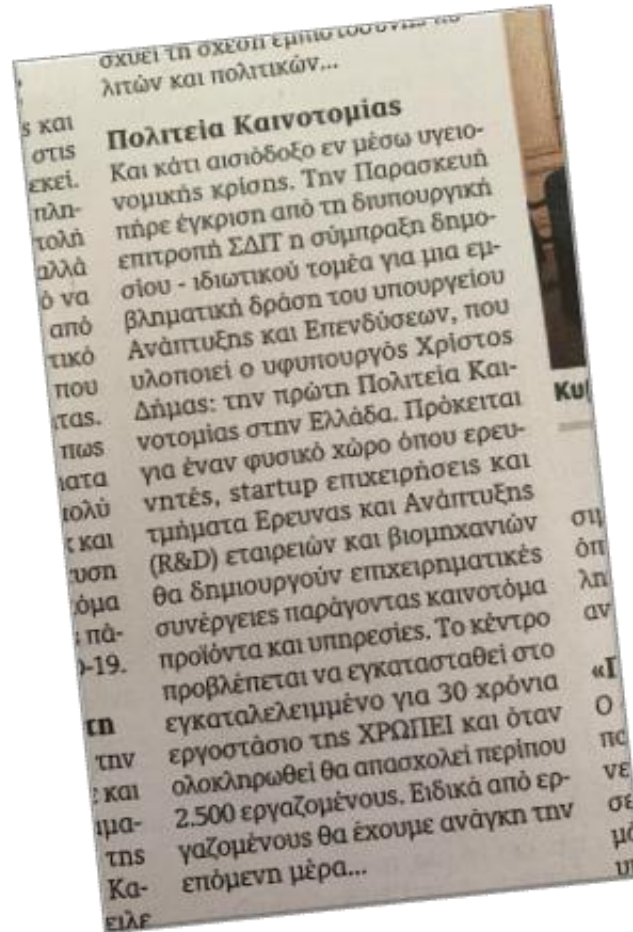 σχύει τη σχέση εμπιστοσύνης πο-
λιτών και πολιτικών...
Πολιτεία Καινοτομίας
Και κάτι αισιόδοξο εν μέσω υγειο-
νομικής κρίσης. Την Παρασκευή
πήρε έγκριση από τη διυπουργική
επιτροπή ΣΔΙΤ η σύμπραξη δημο-
σίου - ιδιωτικού τομέα για μια εμ-
βληματική δράση του υπουργείου
Ανάπτυξης και Επενδύσεων, που
υλοποιεί ο υφυπουργός Χρίστος
Δήμας: την πρώτη Πολιτεία Και-
νοτομίας στην Ελλάδα. Πρόκειται
για έναν φυσικό χώρο όπου ερευ-
νητές, startup επιχειρήσεις και
τμήματα Ερευνας και Ανάπτυξης
(R&D) εταιρειών και βιομηχανιών
θα δημιουργούν επιχειρηματικές
συνέργειες παράγοντας καινοτόμα
προϊόντα και υπηρεσίες. Το κέντρο
προβλέπεται να εγκατασταθεί στο
εγκαταλελειμμένο για 30 χρόνια
εργοστάσιο της ΧΡΩΠΕΙ και όταν
ολοκληρωθεί θα απασχολεί περίπου
2.500 εργαζομένους. Ειδικά από ερ-
γαζομένους θα έχουμε ανάγκη την
επόμενη μέρα...